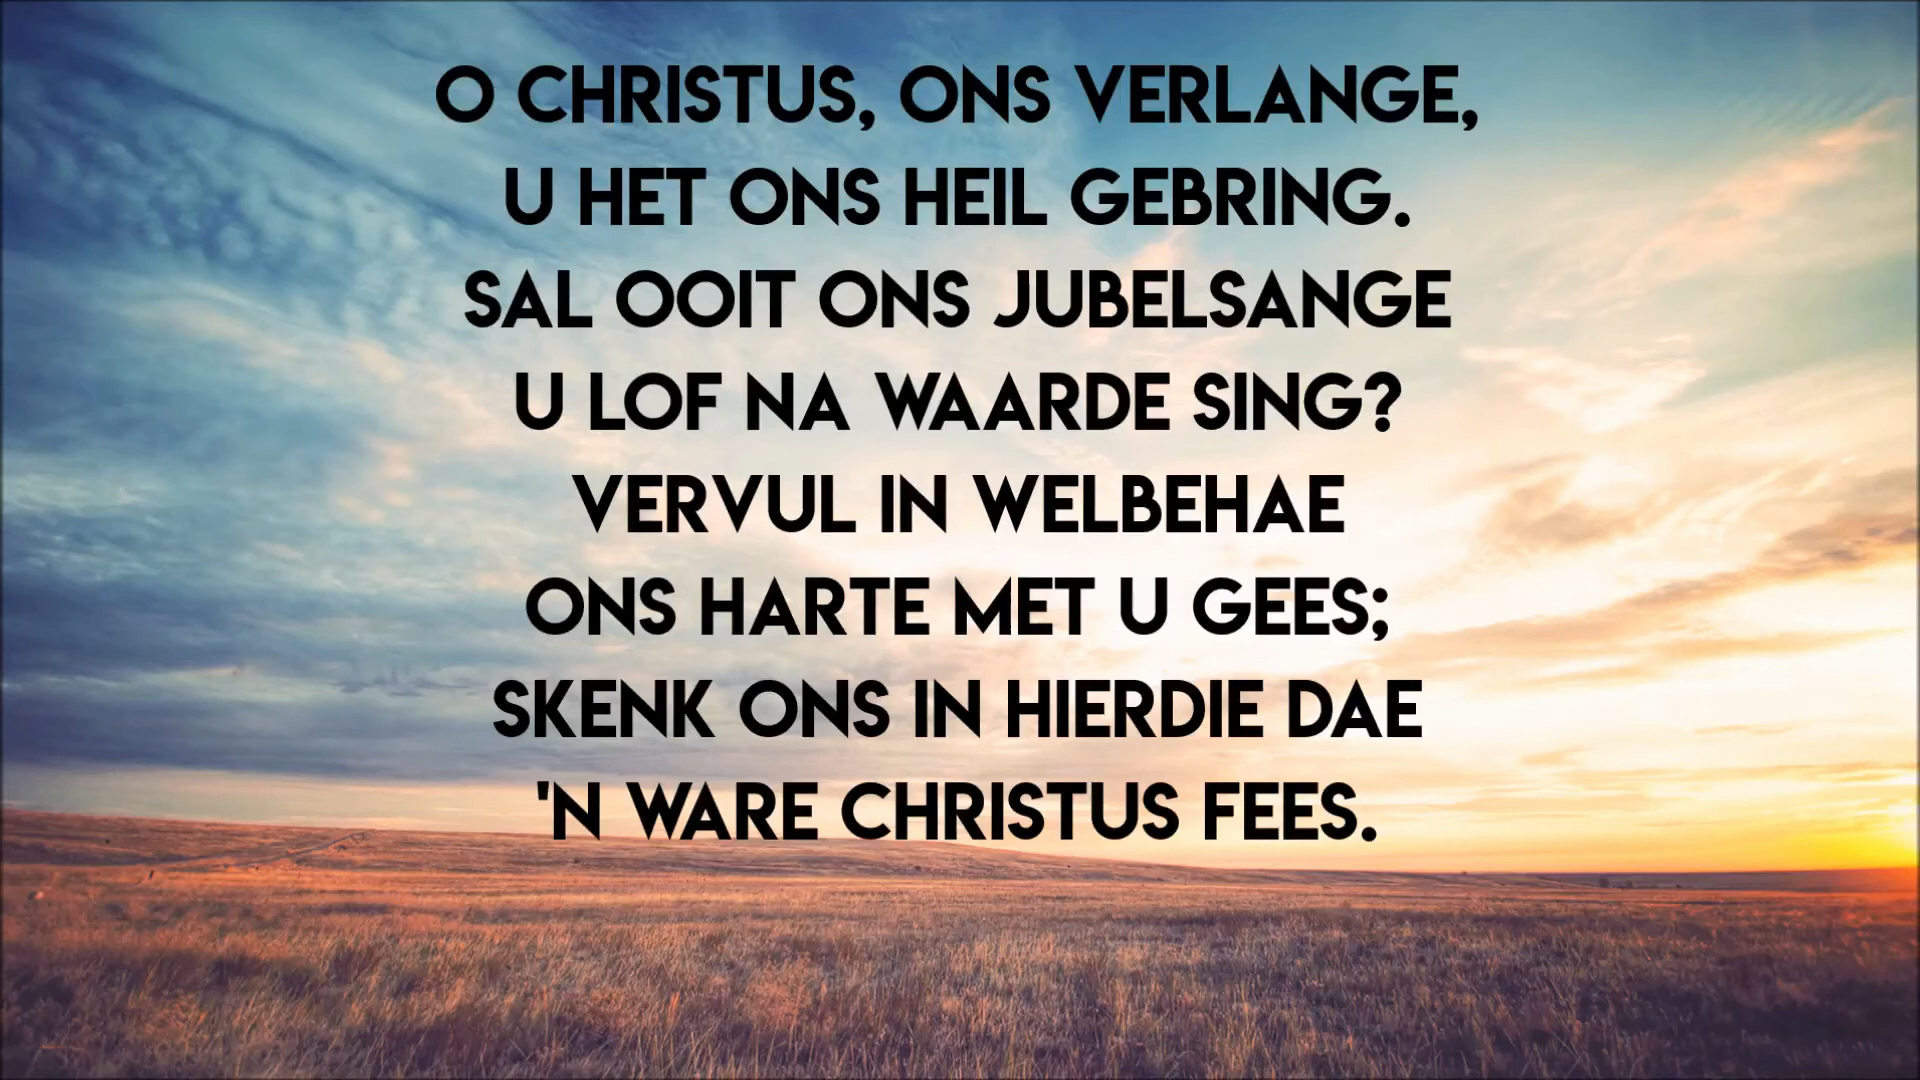 O CHRISTUS, ONS VERLANGE,
U HET ONS HEIL GEBRING.
SAL OOIT ONS JUBELSANGE
U LOF NA WAARDE SING?
VERVUL IN WELBEHAE
ONS HARTE MET U GEES;
SKENK ONS IN HIERDIE DAE
'N WARE CHRISTUS FEES.